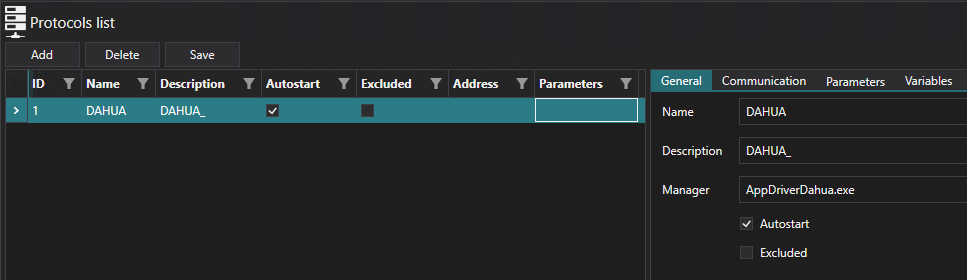 Protocols list
Add Delete Save
ID Name Description Autostart Excluded Address Parameters
1 DAHUA DAHUA_
General Communication Parameters Variables
Name DAHUA
Description DAHUA_
Manager AppDriverDahua.exe
Autostart
Excluded